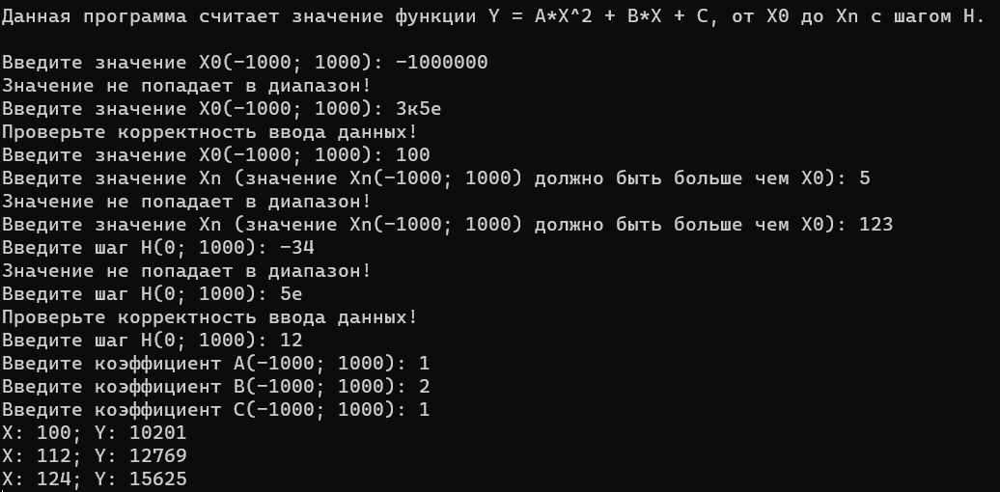 Данная программа считает значение функции Y = A*X^2 + B*X + C, от X0 до Xn с шагом H.
Введите значение X0(-1000; 1000): -1000000
Значение не попадает в диапазон!
Введите значение X0(-1000; 1000): 3к5е
Проверьте корректность ввода данных!
Введите значение X0(-1000; 1000): 100
Введите значение Xn (значение Xn(-1000; 1000) должно быть больше чем X0): 5
Значение не попадает в диапазон!
Введите значение Xn (значение Xn(-1000; 1000) должно быть больше чем X0): 123
Введите шаг H(0; 1000): -34
Значение не попадает в диапазон!
Введите шаг H(0; 1000): 5е
Проверьте корректность ввода данных!
Введите шаг H(0; 1000): 12
Введите коэффициент A(-1000; 1000): 1
Введите коэффициент B(-1000; 1000): 2
Введите коэффициент C(-1000; 1000): 1
X: 100; Y: 10201
X: 112; Y: 12769
X: 124; Y: 15625